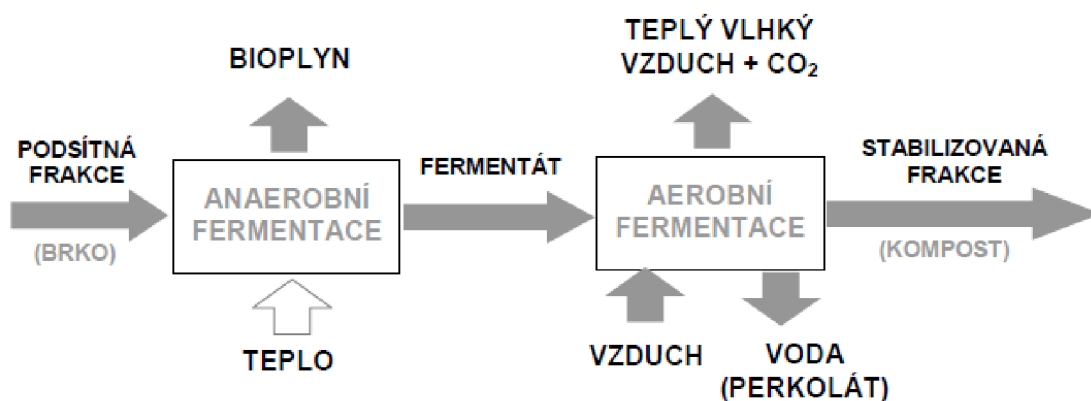 BIOPLYN
TEPLÝ VLHKÝ
VZDUCH + CO₂
PODSÍTNÁ
FRAKCE
(BRKO)
ANAEROBNÍ
FERMENTACE
TEPLO
FERMENTÁT
AEROBNÍ
FERMENTACE
VZDUCH
VODA
(PERKOLÁT)
STABILIZOVANÁ
FRAKCE
(KOMPOST)